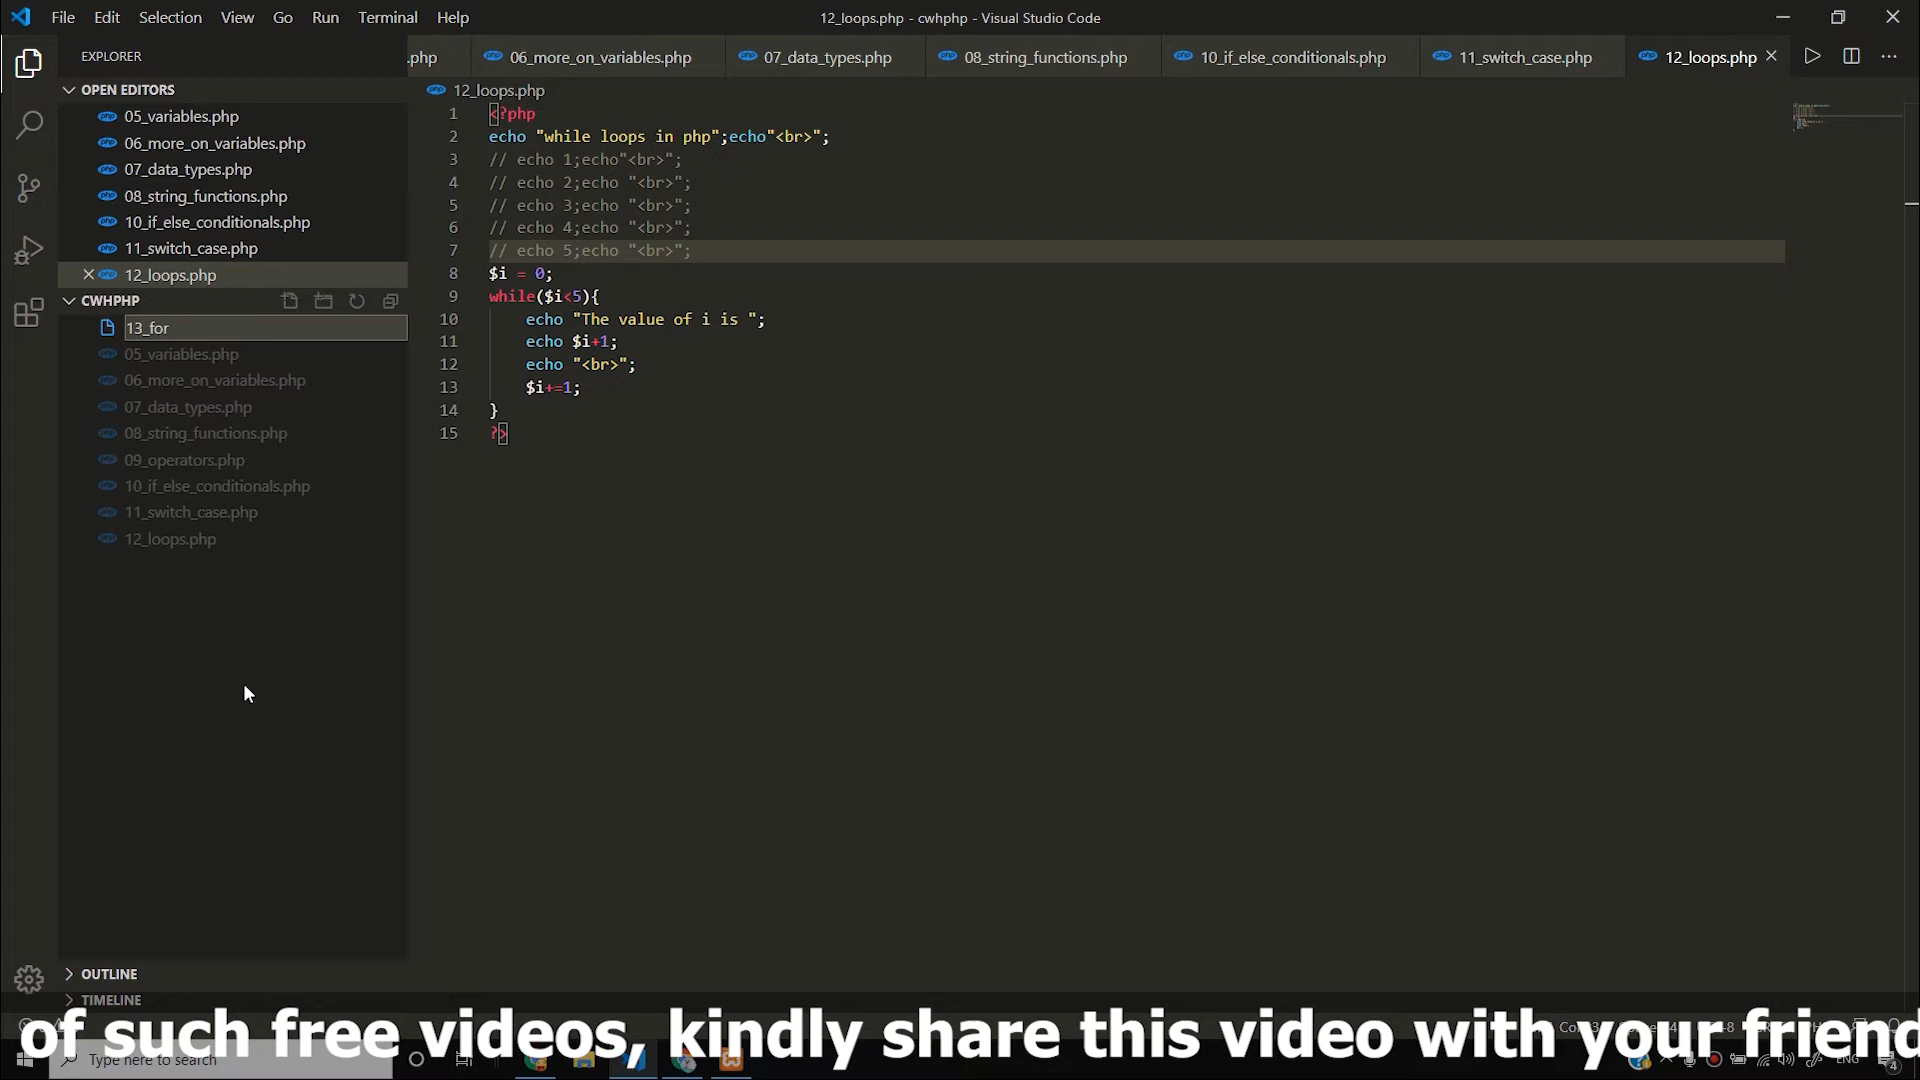 File Edit Selection View Go Run Terminal Help
12_loops.php - cwhphp - Visual Studio Code
EXPLORER
.php 06_more_on_variables.php 07_data_types.php 08_string_functions.php 10_if_else_conditionals.php 11_switch_case.php 12_loops.php
OPEN EDITORS
05_variables.php
06_more_on_variables.php
07_data_types.php
08_string_functions.php
10_if_else_conditionals.php
11_switch_case.php
12_loops.php
CWHPHP
13_for
05_variables.php
06_more_on_variables.php
07_data_types.php
08_string_functions.php
09_operators.php
10_if_else_conditionals.php
11_switch_case.php
12_loops.php
OUTLINE
TIMELINE
12_loops.php
1 <?php
2 echo "while loops in php";echo"<br>";
3 // echo 1;echo"<br>";
4 // echo 2;echo "<br>";
5 // echo 3;echo "<br>";
6 // echo 4;echo "<br>";
7 // echo 5;echo "<br>";
8 $i = 0;
9 while($i<5){
10 echo "The value of i is ";
11 echo $i+1;
12 echo "<br>";
13 $i+=1;
14 }
15 ?>
of such free videos, kindly share this video with your friend
Type here to search
ENG
4